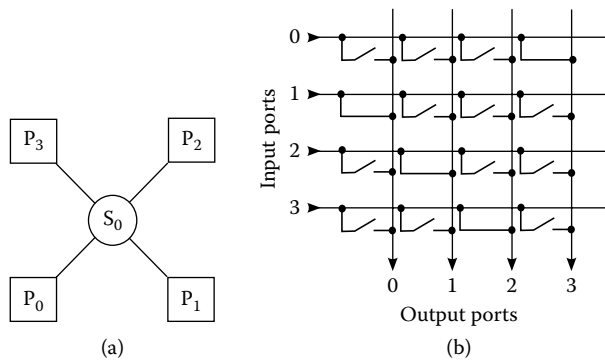 P3 P2
S0
P0 P1
(a)
Input ports
0
1
2
3
0 1 2 3
Output ports
(b)